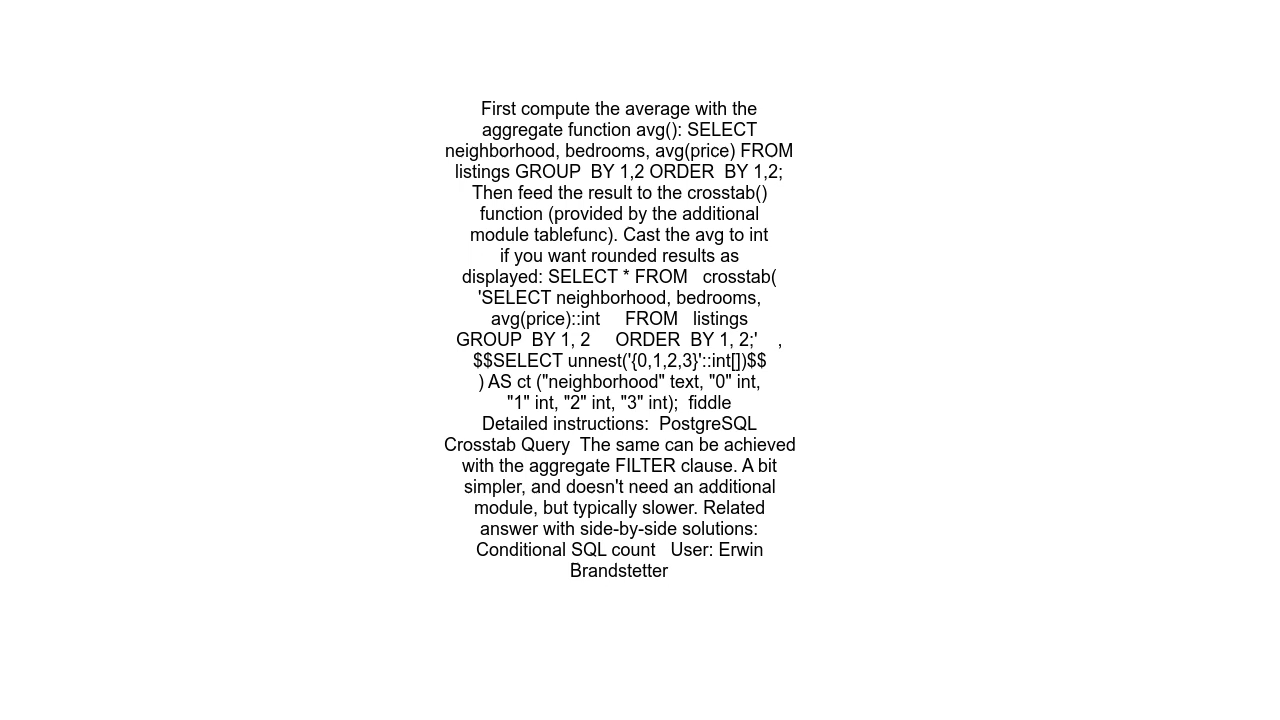 First compute the average with the
aggregate function avg(): SELECT
neighborhood, bedrooms, avg(price) FROM
listings GROUP  BY 1,2 ORDER  BY 1,2;
Then feed the result to the crosstab()
function (provided by the additional
module tablefunc). Cast the avg to int
if you want rounded results as
displayed: SELECT * FROM   crosstab(
'SELECT neighborhood, bedrooms,
avg(price)::int     FROM   listings
GROUP  BY 1, 2     ORDER  BY 1, 2;'    ,
$$SELECT unnest('{0,1,2,3}'::int[])$$
) AS ct ("neighborhood" text, "0" int,
"1" int, "2" int, "3" int);  fiddle
Detailed instructions:  PostgreSQL
Crosstab Query  The same can be achieved
with the aggregate FILTER clause. A bit
simpler, and doesn't need an additional
module, but typically slower. Related
answer with side-by-side solutions:
Conditional SQL count   User: Erwin
Brandstetter